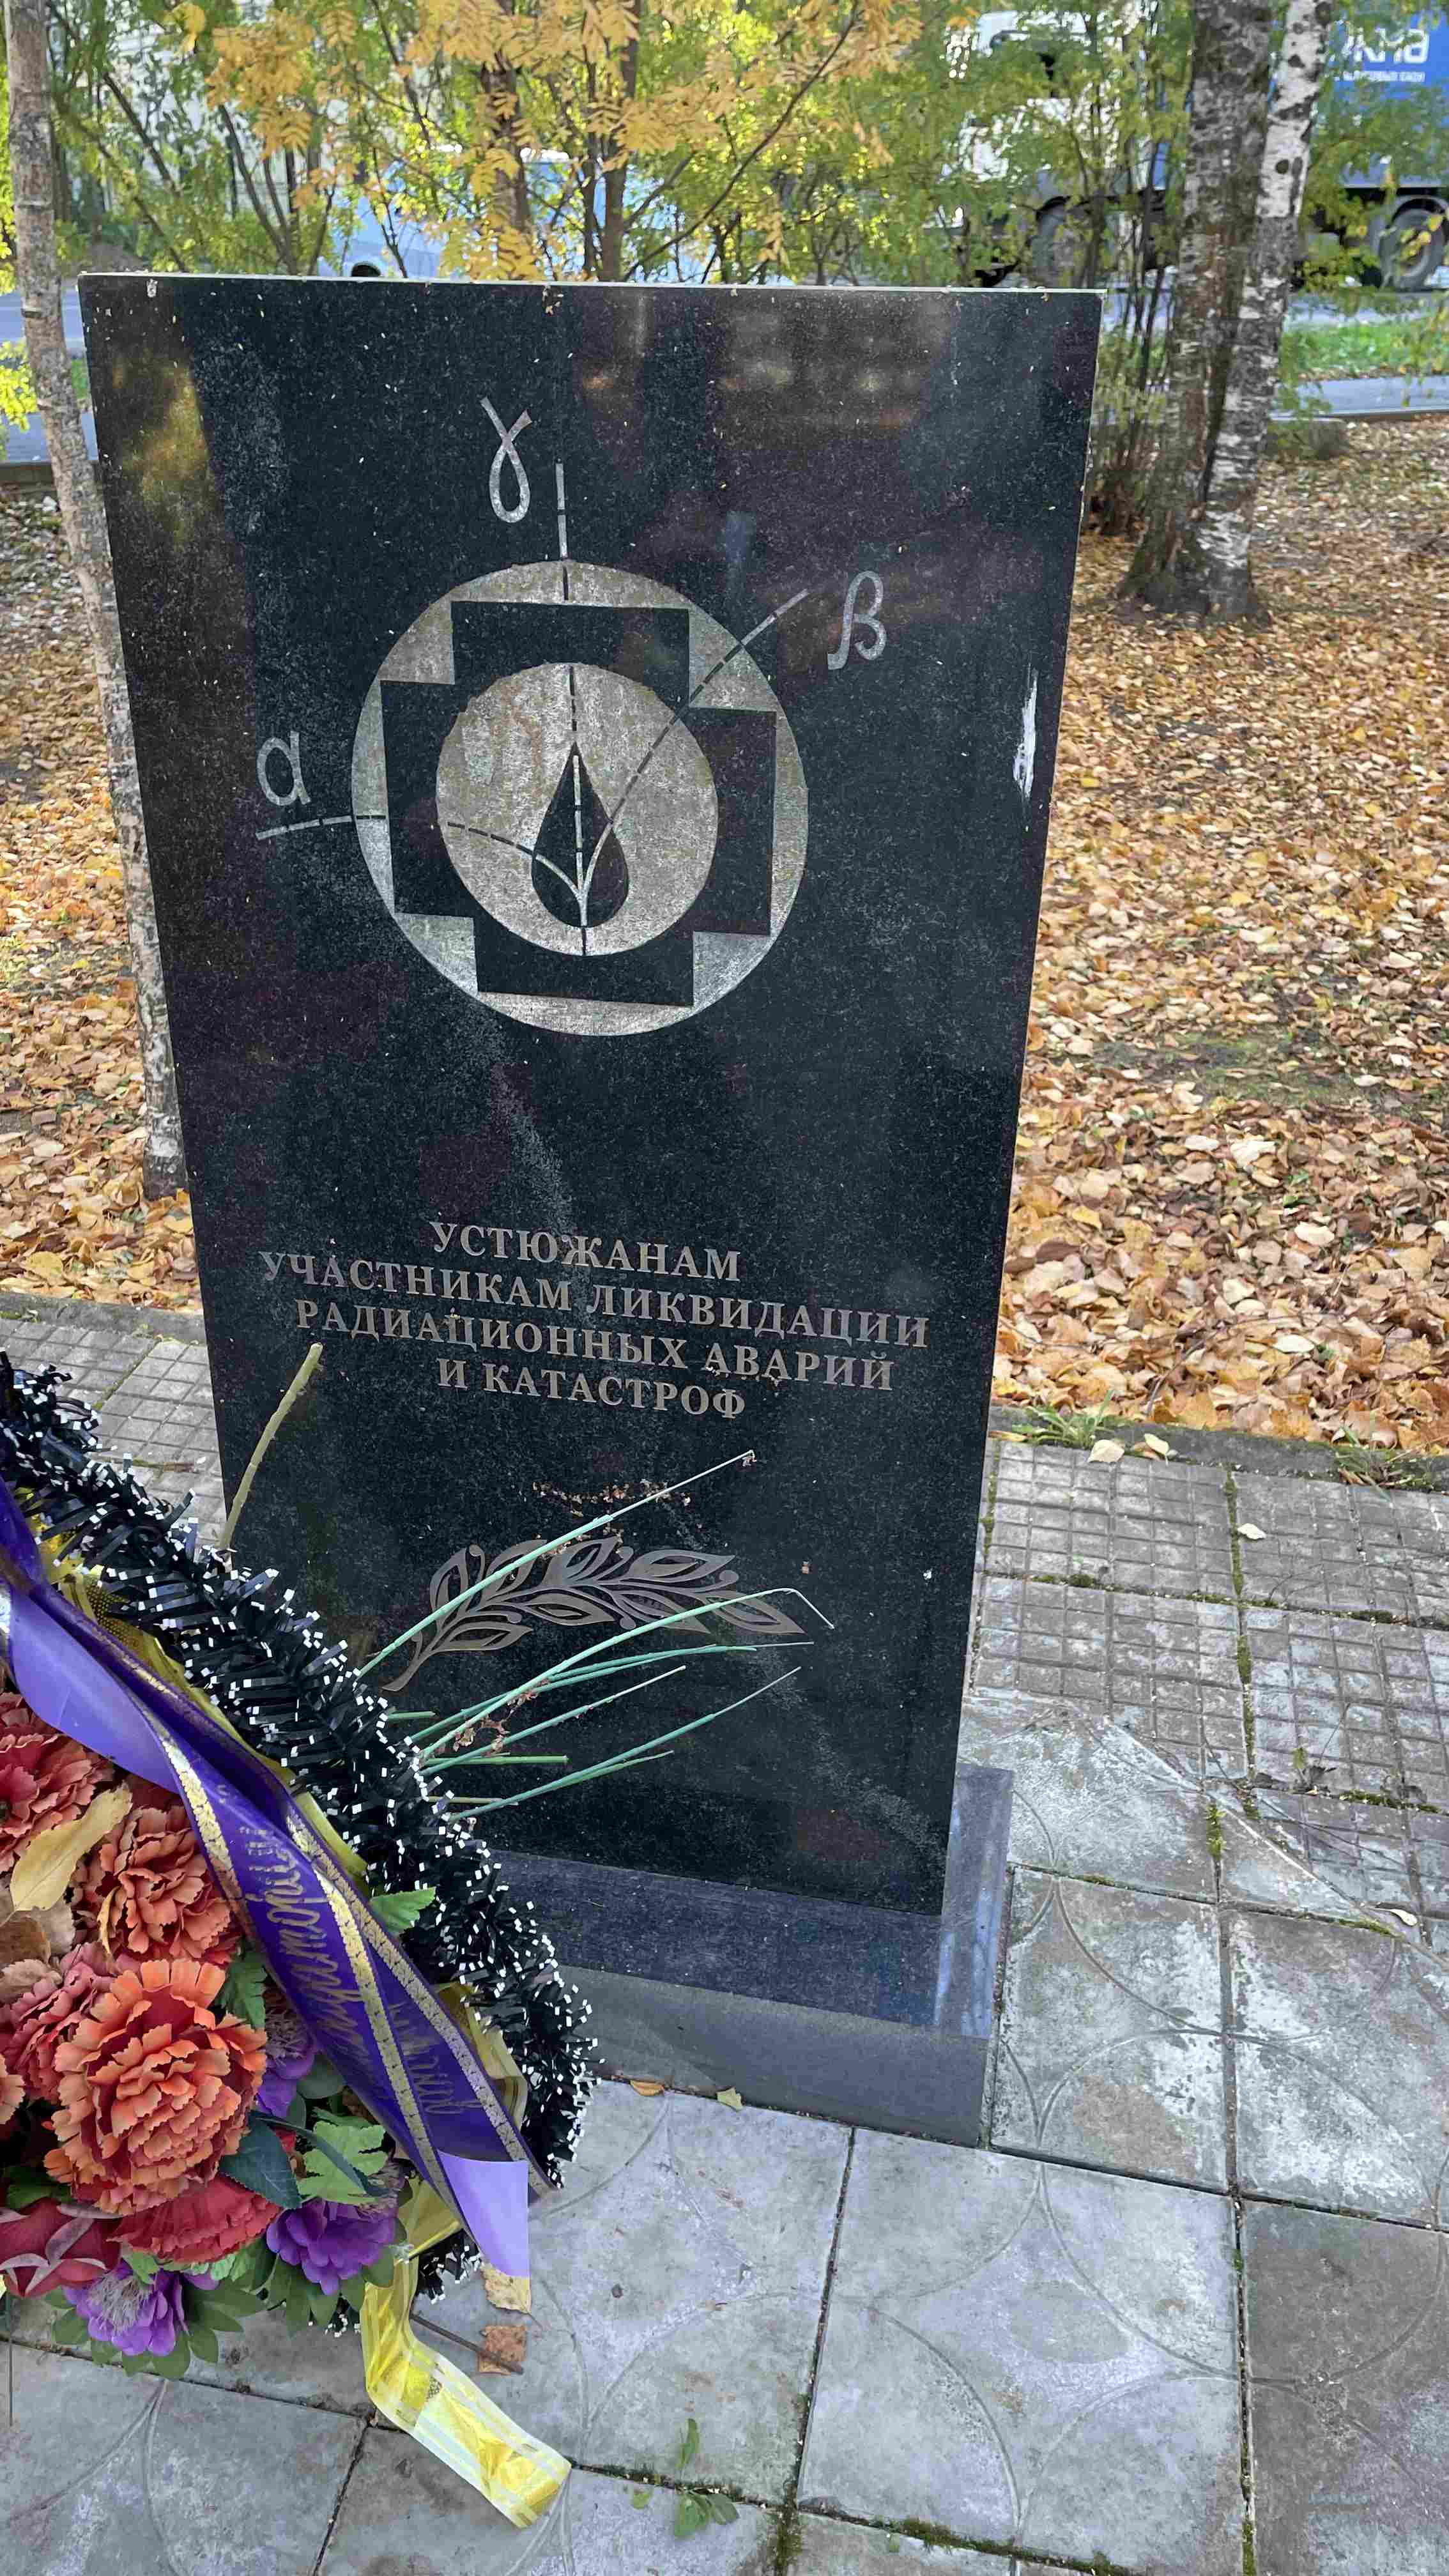 γ
β
α
УСТЮЖАНАМ
УЧАСТНИКАМ ЛИКВИДАЦИИ
РАДИАЦИОННЫХ АВАРИЙ
И КАТАСТРОФ